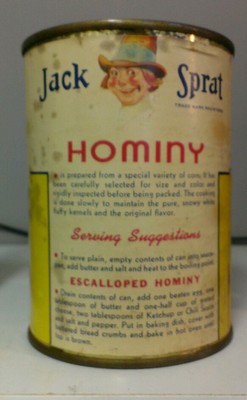 Jack Sprat
TRADE MARK
HOMINY
is prepared from a special variety of corn. It has
been carefully selected for size and color and
rigidly inspected before being packed. The cooking
is done slowly to maintain the pure, snowy white
fluffy kernels and the original flavor.
Serving Suggestions
To serve plain, empty contents of can into sauce
pan, add butter and salt and heat to the boiling point.
ESCALLOPED HOMINY
Drain contents of can, add one beaten egg, one
tablespoon of butter and one-half cup of
cheese, two tablespoons of Ketchup or Chili Sauce
salt and pepper. Put in baking dish, cover with
buttered bread crumbs and bake in hot oven until
top is brown.